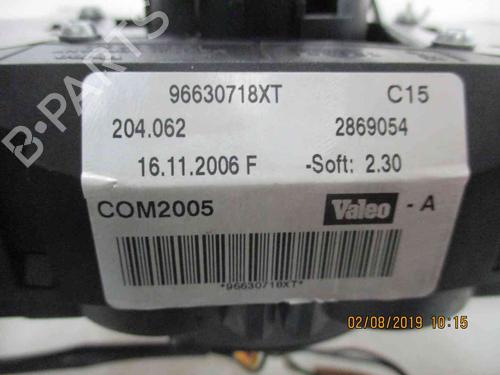 96630718XT C15
204.062 2869054
16.11.2006 F -Soft: 2.30
COM2005 Valeo - A
*96630718XT*
B-PARTS
02/08/2019 10:15